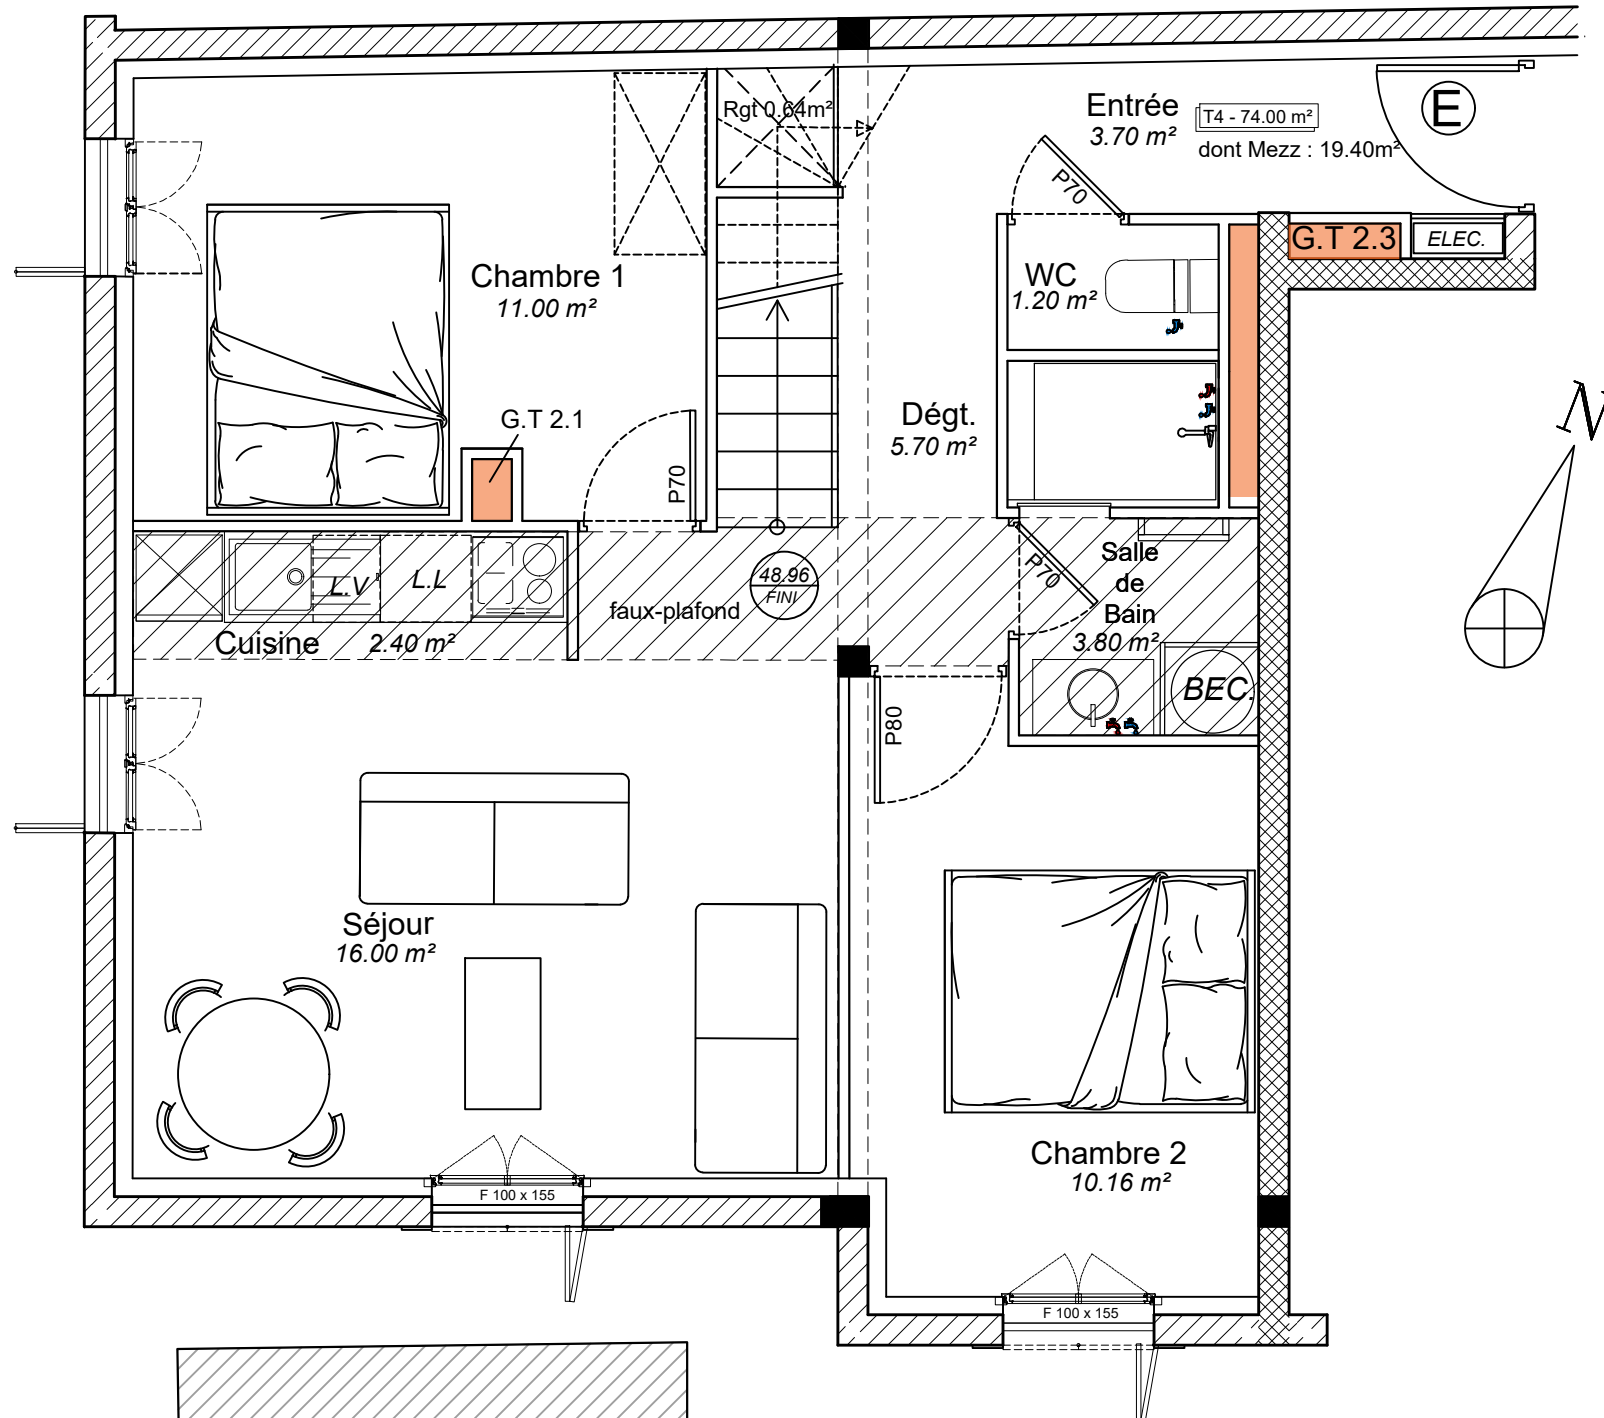 Rgt 0.64m²
Entrée
3.70 m²
T4 - 74.00 m²
dont Mezz : 19.40m²
E
P70
G.T 2.3
ELEC.
Chambre 1
11.00 m²
WC
1.20 m²
N
G.T 2.1
Dégt.
5.70 m²
P70
L.V
L.L
48.96
FINI
faux-plafond
P70
Salle
de
Bain
3.80 m²
Cuisine 2.40 m²
BEC.
P80
Séjour
16.00 m²
Chambre 2
10.16 m²
F 100 x 155
F 100 x 155